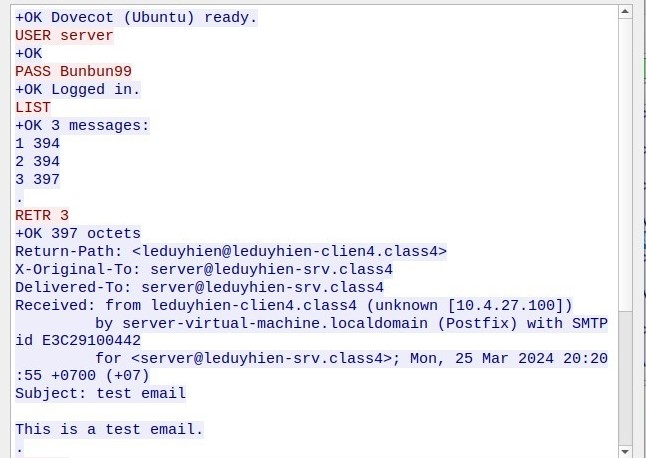 +OK Dovecot (Ubuntu) ready.
USER server
+OK
PASS Bunbun99
+OK Logged in.
LIST
+OK 3 messages:
1 394
2 394
3 397
.
RETR 3
+OK 397 octets
Return-Path: <leduyhien@leduyhien-clien4.class4>
X-Original-To: server@leduyhien-srv.class4
Delivered-To: server@leduyhien-srv.class4
Received: from leduyhien-clien4.class4 (unknown [10.4.27.100])
by server-virtual-machine.localdomain (Postfix) with SMTP
id E3C29100442
for <server@leduyhien-srv.class4>; Mon, 25 Mar 2024 20:20
:55 +0700 (+07)
Subject: test email

This is a test email.
.